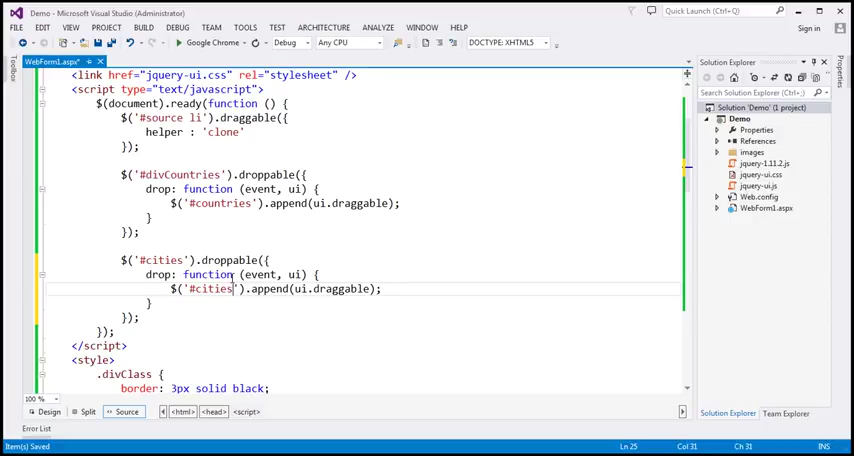 Demo - Microsoft Visual Studio (Administrator)
Quick Launch (Ctrl+Q)
FILE EDIT VIEW PROJECT BUILD DEBUG TEAM TOOLS TEST ARCHITECTURE ANALYZE WINDOW HELP
Sign in
Google Chrome
Debug
Any CPU
DOCTYPE: XHTML5
Toolbox
WebForm1.aspx*
<link href="jquery-ui.css" rel="stylesheet" />
<script type="text/javascript">
$(document).ready(function () {
$('#source li').draggable({
helper : 'clone'
});
$('#divCountries').droppable({
drop: function (event, ui) {
$('#countries').append(ui.draggable);
}
});
$('#cities').droppable({
drop: function (event, ui) {
$('#cities').append(ui.draggable);
}
});
});
</script>
<style>
.divClass {
border: 3px solid black;
100 %
Design Split Source <html> <head> <script>
Solution Explorer
Search Solution Explorer (Ctrl+;)
Solution 'Demo' (1 project)
Demo
Properties
References
images
jquery-1.11.2.js
jquery-ui.css
jquery-ui.js
Web.config
WebForm1.aspx
Solution Explorer Team Explorer
Properties
Error List
Item(s) Saved
Ln 25 Col 31 Ch 31 INS